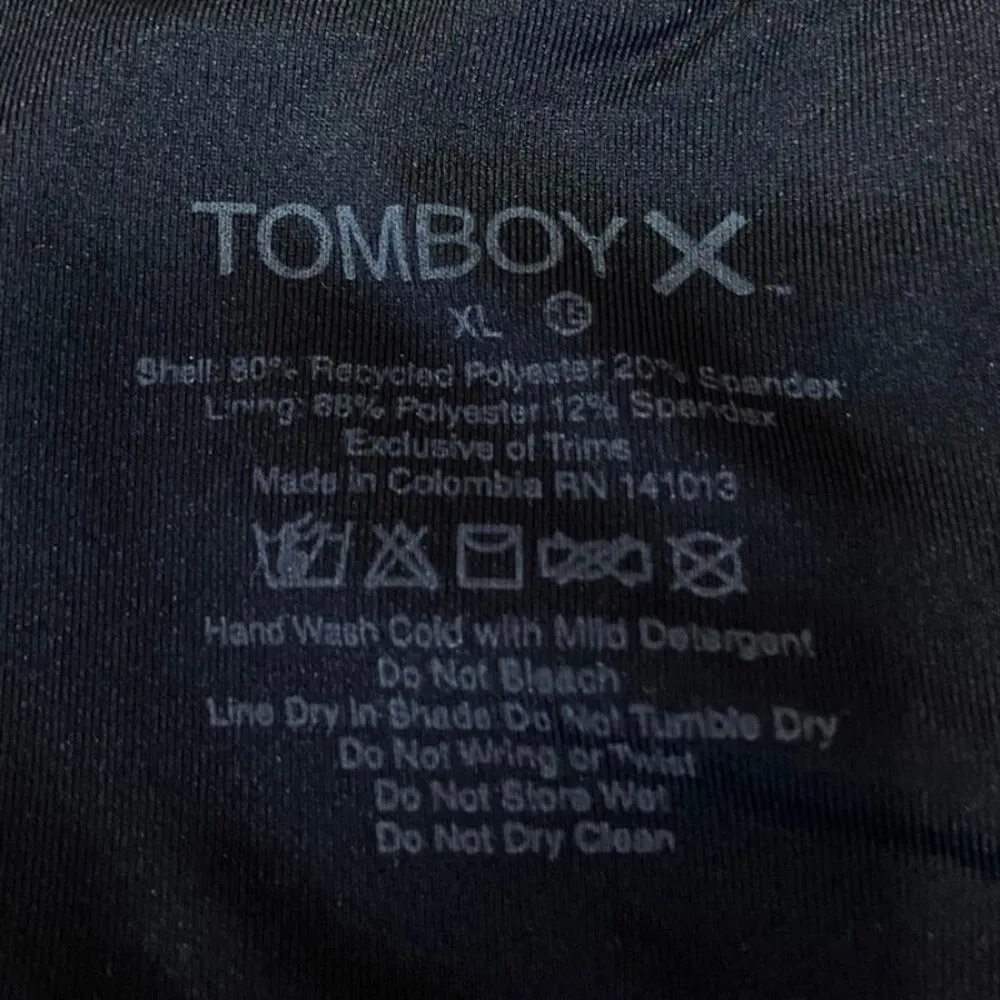 TOMBOYX
XL
Shell: 80% Recycled Polyester 20% Spandex
Lining: 88% Polyester 12% Spandex
Exclusive of Trims
Made in Colombia RN 141013
Hand Wash Cold with Mild Detergent
Do Not Bleach
Line Dry In Shade Do Not Tumble Dry
Do Not Wring or Twist
Do Not Store Wet
Do Not Dry Clean